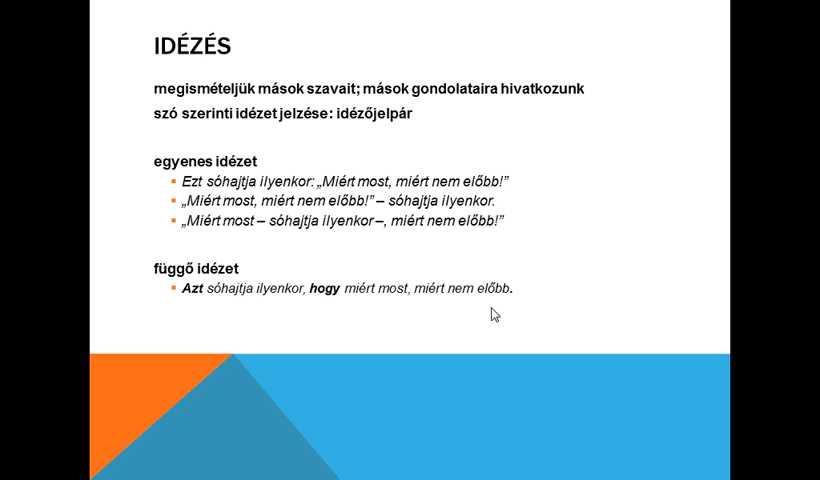 IDÉZÉS
megismételjük mások szavait; mások gondolataira hivatkozunk
szó szerinti idézet jelzése: idézőjelpár
egyenes idézet
Ezt sóhajtja ilyenkor: „Miért most, miért nem előbb!”
„Miért most, miért nem előbb!” – sóhajtja ilyenkor.
„Miért most – sóhajtja ilyenkor –, miért nem előbb!”
függő idézet
Azt sóhajtja ilyenkor, hogy miért most, miért nem előbb.